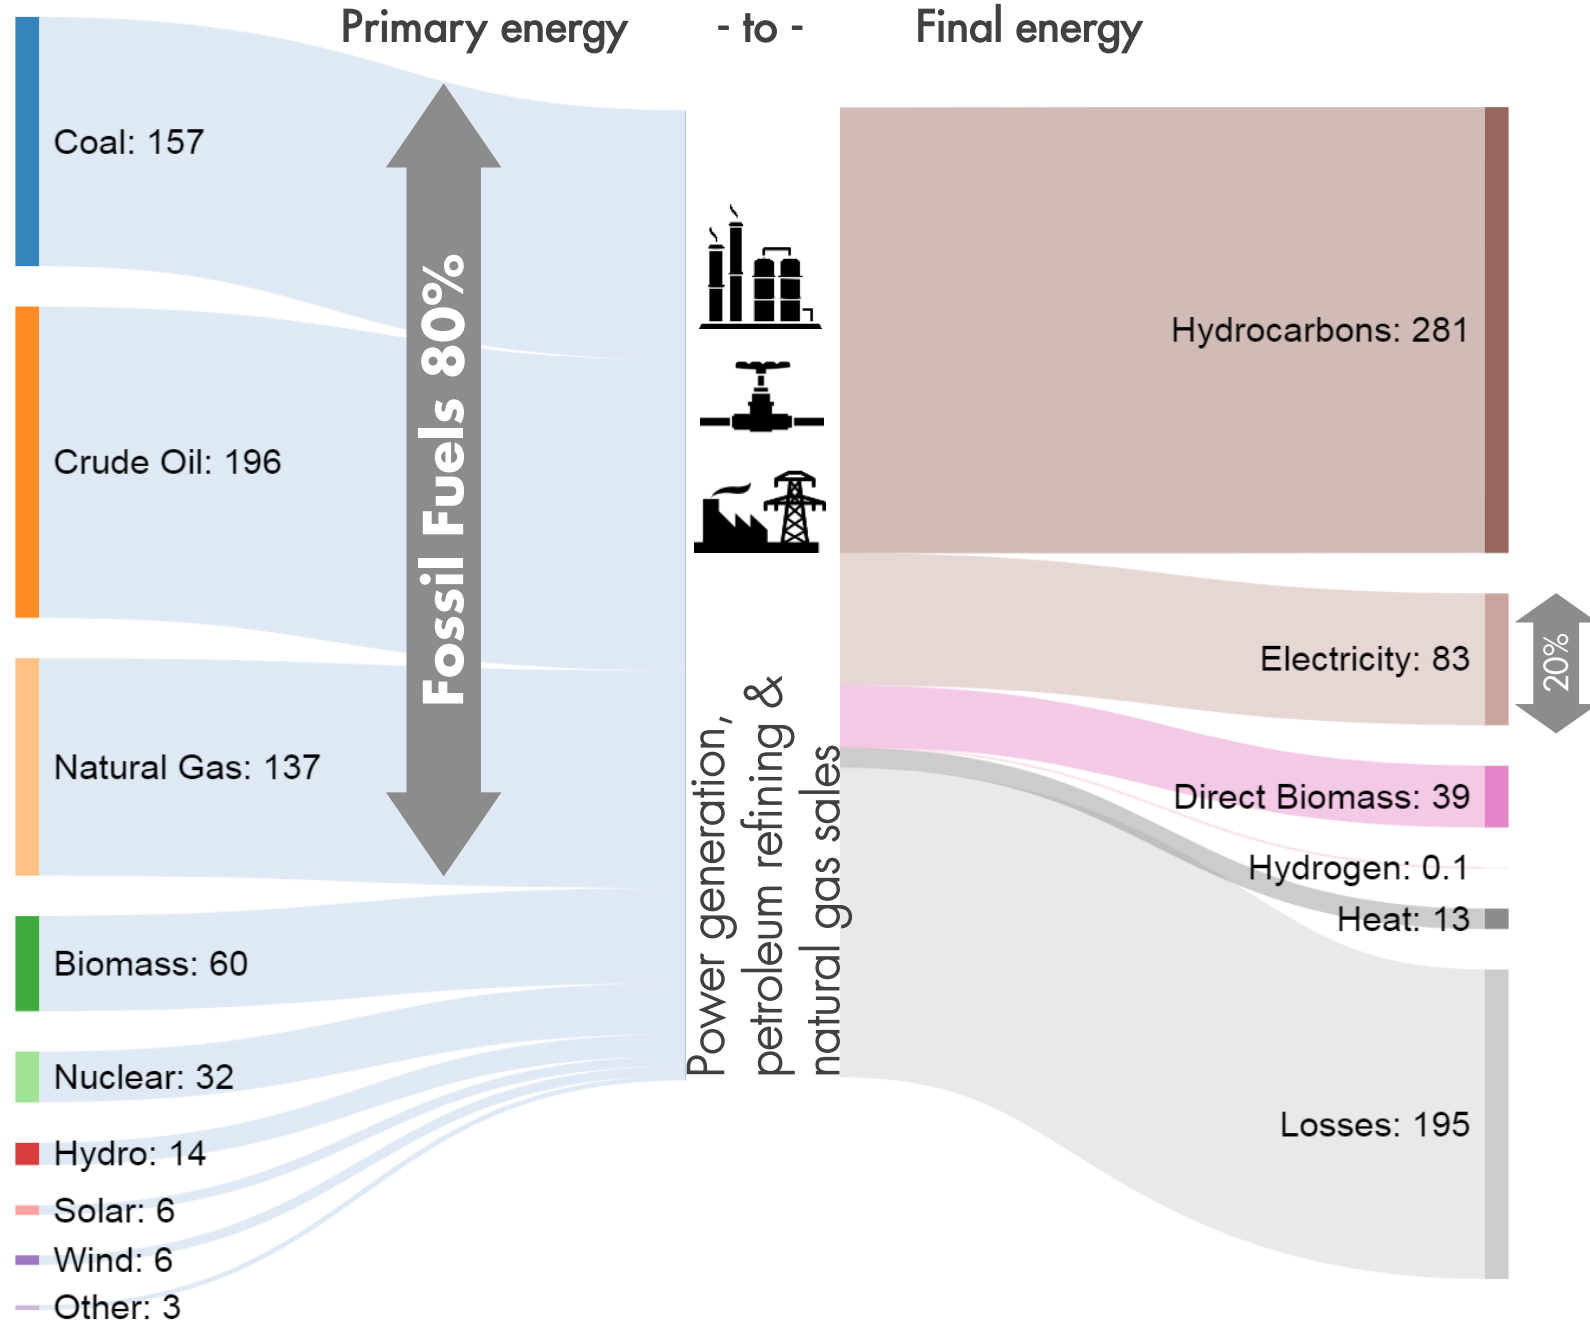 Primary energy - to - Final energy
Coal: 157
Crude Oil: 196
Natural Gas: 137
Biomass: 60
Nuclear: 32
Hydro: 14
Solar: 6
Wind: 6
Other: 3
Fossil Fuels 80%
Power generation,
petroleum refining &
natural gas sales
Hydrocarbons: 281
Electricity: 83
20%
Direct Biomass: 39
Hydrogen: 0.1
Heat: 13
Losses: 195